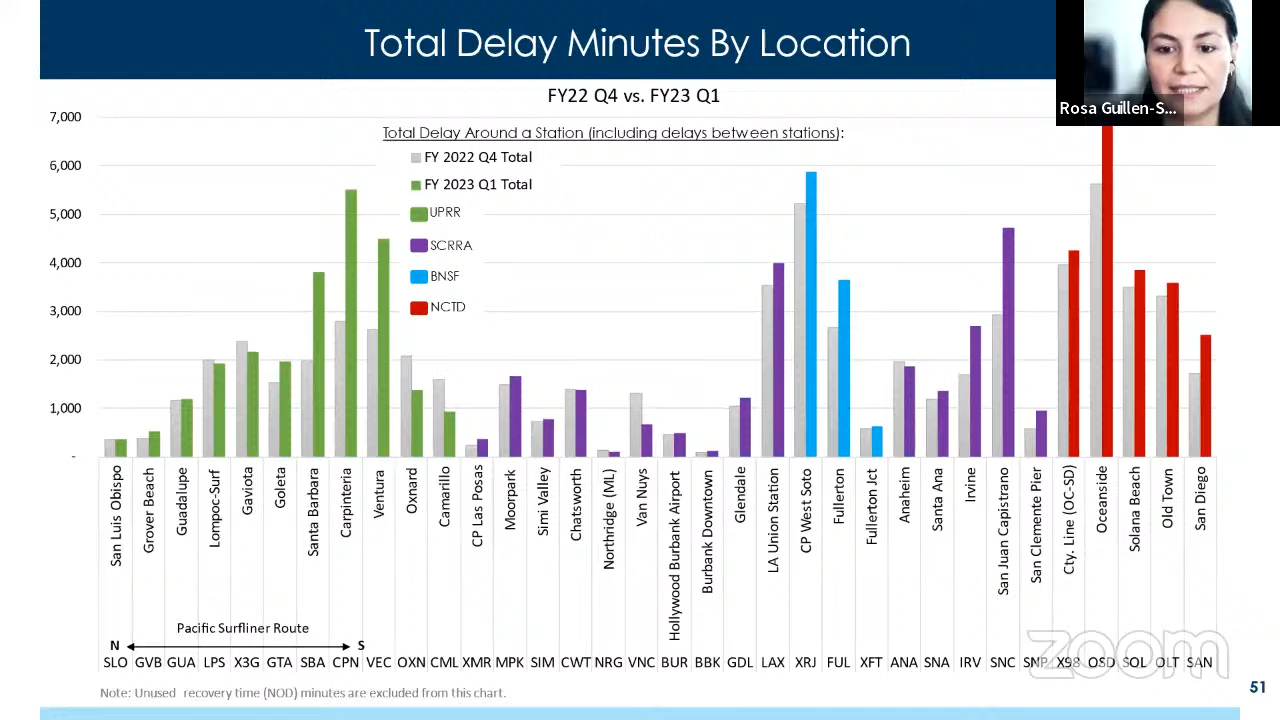 Total Delay Minutes By Location
Rosa Guillen-S...
FY22 Q4 vs. FY23 Q1
Total Delay Around a Station (including delays between stations):
FY 2022 Q4 Total
FY 2023 Q1 Total
UPRR
SCRRA
BNSF
NCTD
7,000
6,000
5,000
4,000
3,000
2,000
1,000
-
San Luis Obispo
Grover Beach
Guadalupe
Lompoc-Surf
Gaviota
Goleta
Santa Barbara
Carpinteria
Ventura
Oxnard
Camarillo
CP Las Posas
Moorpark
Simi Valley
Chatsworth
Northridge (ML)
Van Nuys
Hollywood Burbank Airport
Burbank Downtown
Glendale
LA Union Station
CP West Soto
Fullerton
Fullerton Jct
Anaheim
Santa Ana
Irvine
San Juan Capistrano
San Clemente Pier
Cty. Line (OC-SD)
Oceanside
Solana Beach
Old Town
San Diego
Pacific Surfliner Route
N S
SLO GVB GUA LPS X3G GTA SBA CPN VEC OXN CML XMR MPK SIM CWT NRG VNC BUR BBK GDL LAX XRJ FUL XFT ANA SNA IRV SNC SNP X98 OSD SOL OLT SAN
zoom
Note: Unused recovery time (NOD) minutes are excluded from this chart.
51